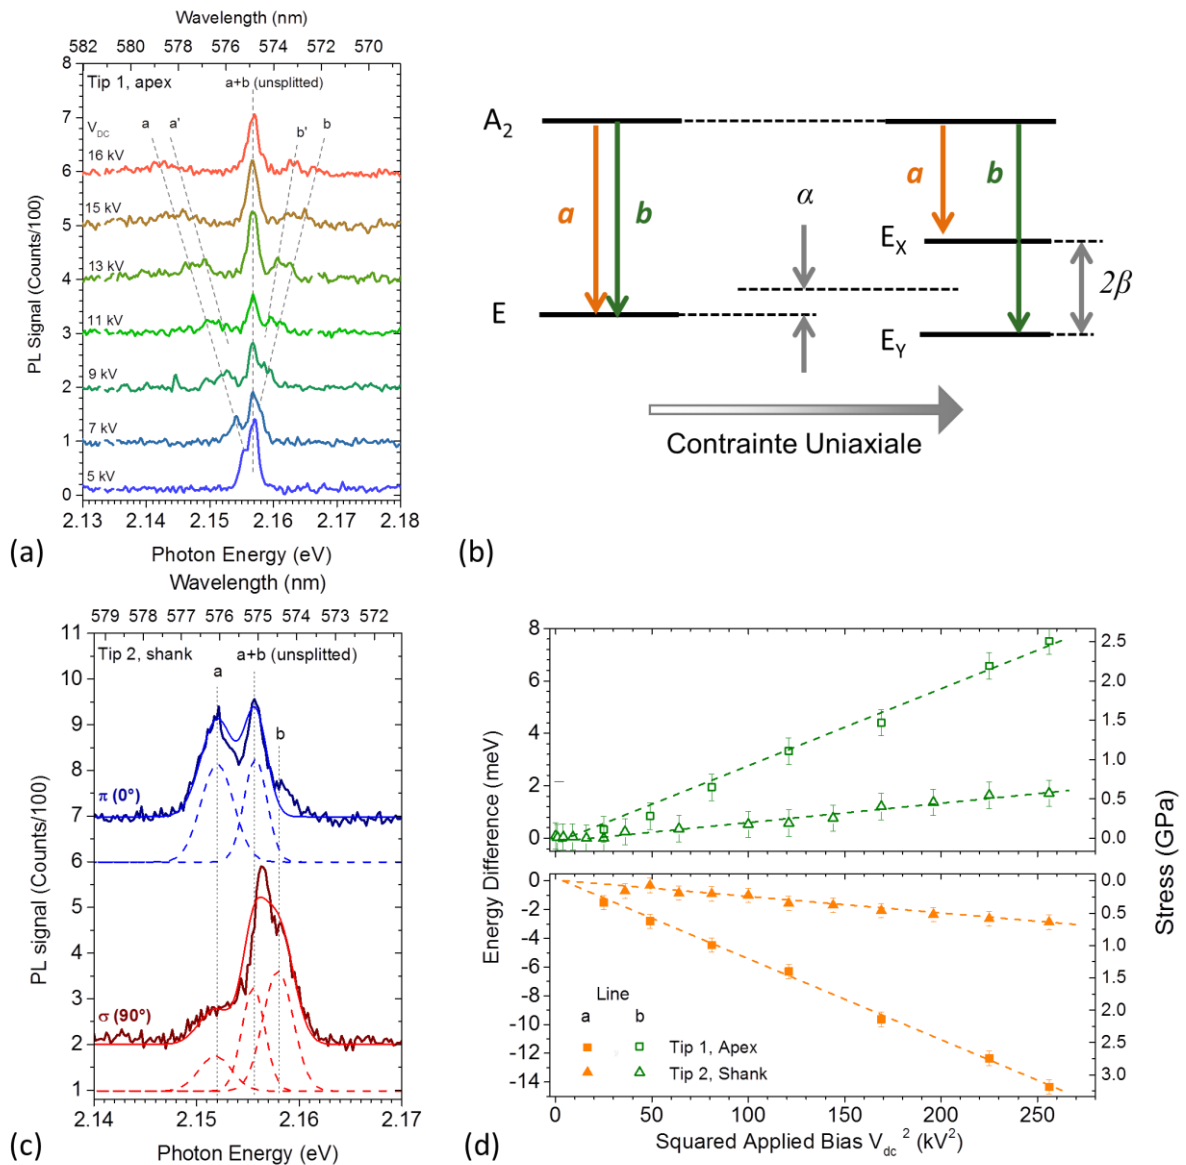 Wavelength (nm)
582 580 578 576 574 572 570
8
Tip 1, apex
a+b (unsplitted)
7
V_DC
a a' b' b
16 kV
6
15 kV
5
13 kV
4
11 kV
3
9 kV
2
7 kV
1
5 kV
0
PL Signal (Counts/100)
2.13 2.14 2.15 2.16 2.17 2.18
Photon Energy (eV)
(a)
A₂
a b α a b
E_X
2β
E
E_Y
Contrainte Uniaxiale
(b)
Wavelength (nm)
579 578 577 576 575 574 573 572
11
Tip 2, shank
a+b (unsplitted)
a
10
9
b
8
π (0°)
7
6
5
4
3
σ (90°)
2
1
PL signal (Counts/100)
2.14 2.15 2.16 2.17
Photon Energy (eV)
(c)
8 2.5
6 2.0
1.5
4
1.0
2
0.5
0 0.0
0.0
-2 0.5
-4
1.0
-6
1.5
-8
2.0
-10
-12 2.5
-14 3.0
Energy Difference (meV)
Stress (GPa)
Line
a b
Tip 1, Apex
Tip 2, Shank
0 50 100 150 200 250
Squared Applied Bias V_dc² (kV²)
(d)